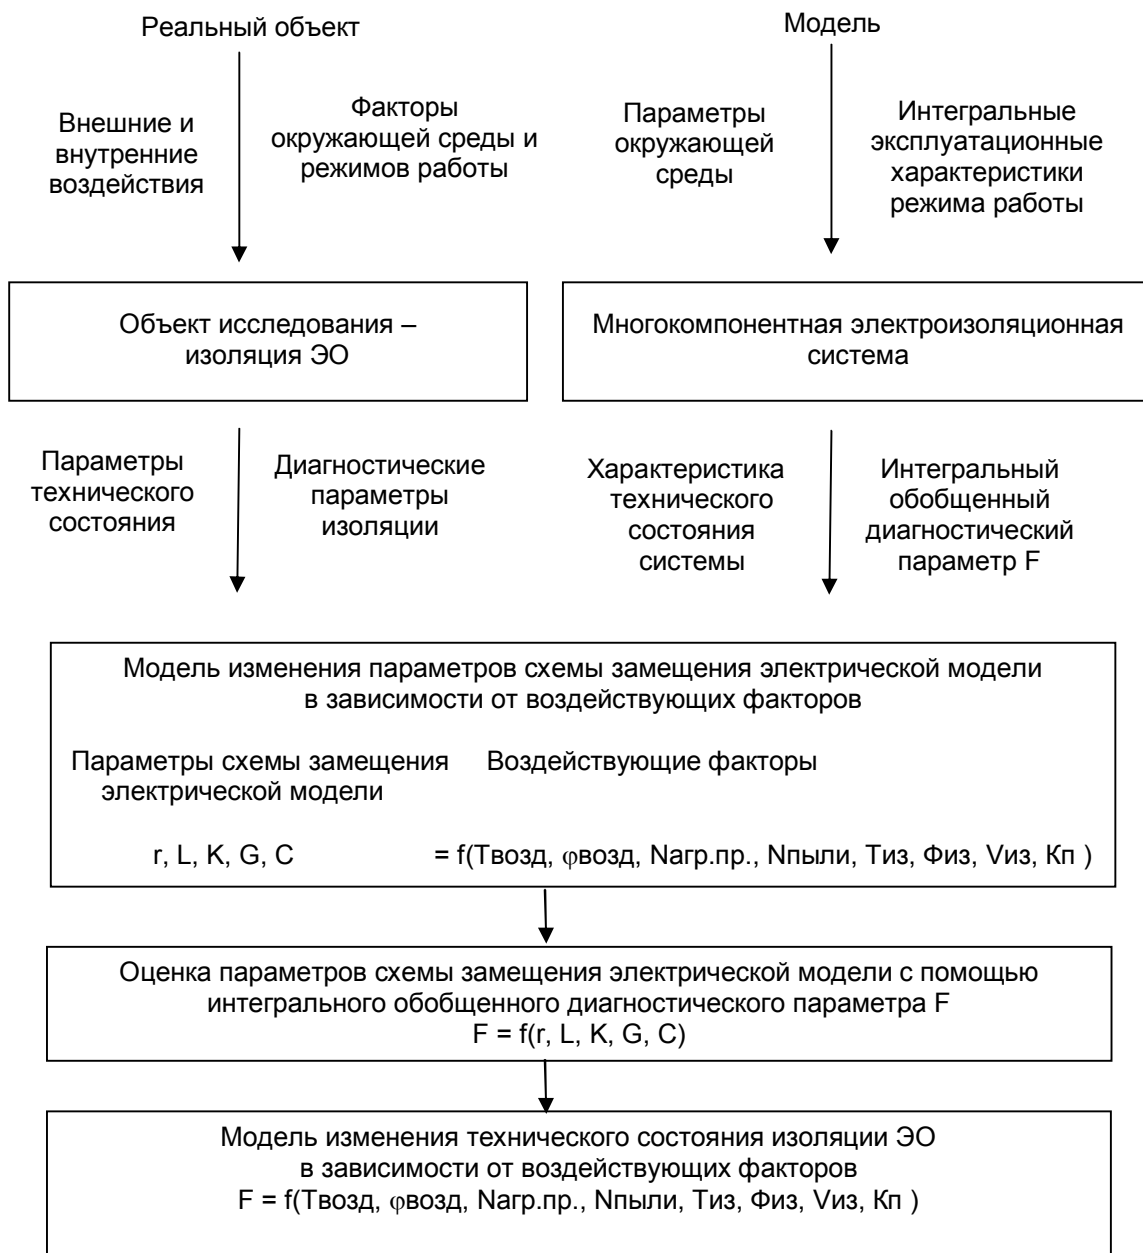 Реальный объект
Модель
Внешние и
внутренние
воздействия
Факторы
окружающей среды и
режимов работы
Параметры
окружающей
среды
Интегральные
эксплуатационные
характеристики
режима работы
Объект исследования –
изоляция ЭО
Многокомпонентная электроизоляционная
система
Параметры
технического
состояния
Диагностические
параметры
изоляции
Характеристика
технического
состояния
системы
Интегральный
обобщенный
диагностический
параметр F
Модель изменения параметров схемы замещения электрической модели
в зависимости от воздействующих факторов
Параметры схемы замещения
электрической модели
Воздействующие факторы
r, L, K, G, C = f(Tвозд, φвозд, Nагр.пр., Nпыли, Тиз, Физ, Vиз, Кп )
Оценка параметров схемы замещения электрической модели с помощью
интегрального обобщенного диагностического параметра F
F = f(r, L, K, G, C)
Модель изменения технического состояния изоляции ЭО
в зависимости от воздействующих факторов
F = f(Tвозд, φвозд, Nагр.пр., Nпыли, Тиз, Физ, Vиз, Кп )